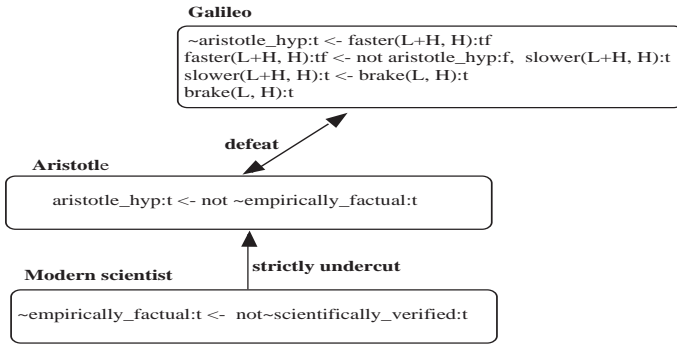 Galileo
~aristotle_hyp:t <- faster(L+H, H):tf
faster(L+H, H):tf <- not aristotle_hyp:f, slower(L+H, H):t
slower(L+H, H):t <- brake(L, H):t
brake(L, H):t
defeat
Aristotle
aristotle_hyp:t <- not ~empirically_factual:t
strictly undercut
Modern scientist
~empirically_factual:t <- not~scientifically_verified:t